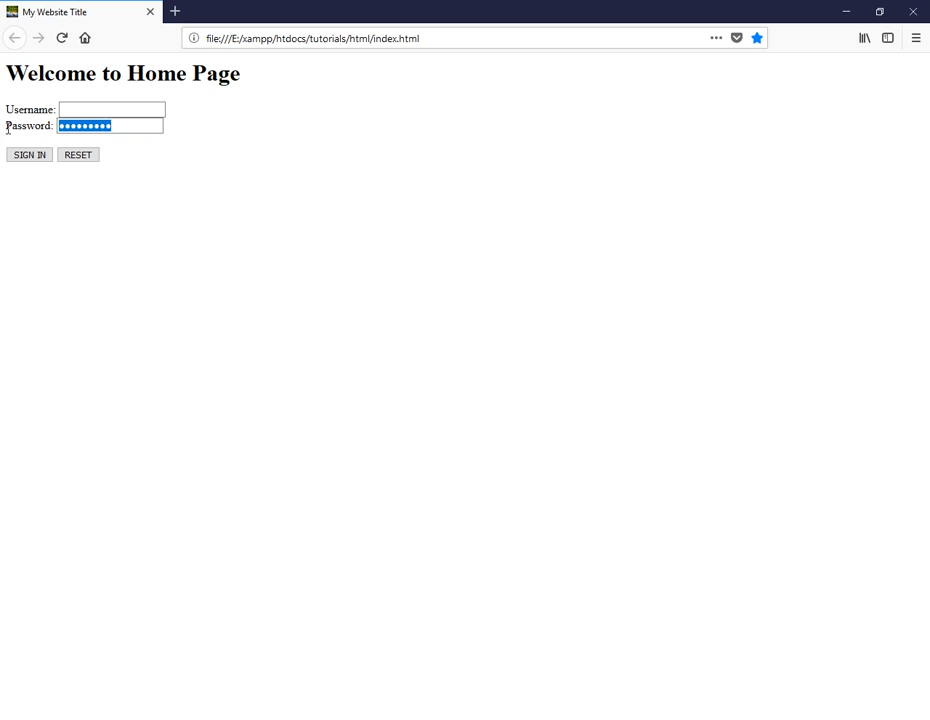 My Website Title
file:///E:/xampp/htdocs/tutorials/html/index.html
Welcome to Home Page
Username:
Password: ●●●●●●●●●
SIGN IN RESET